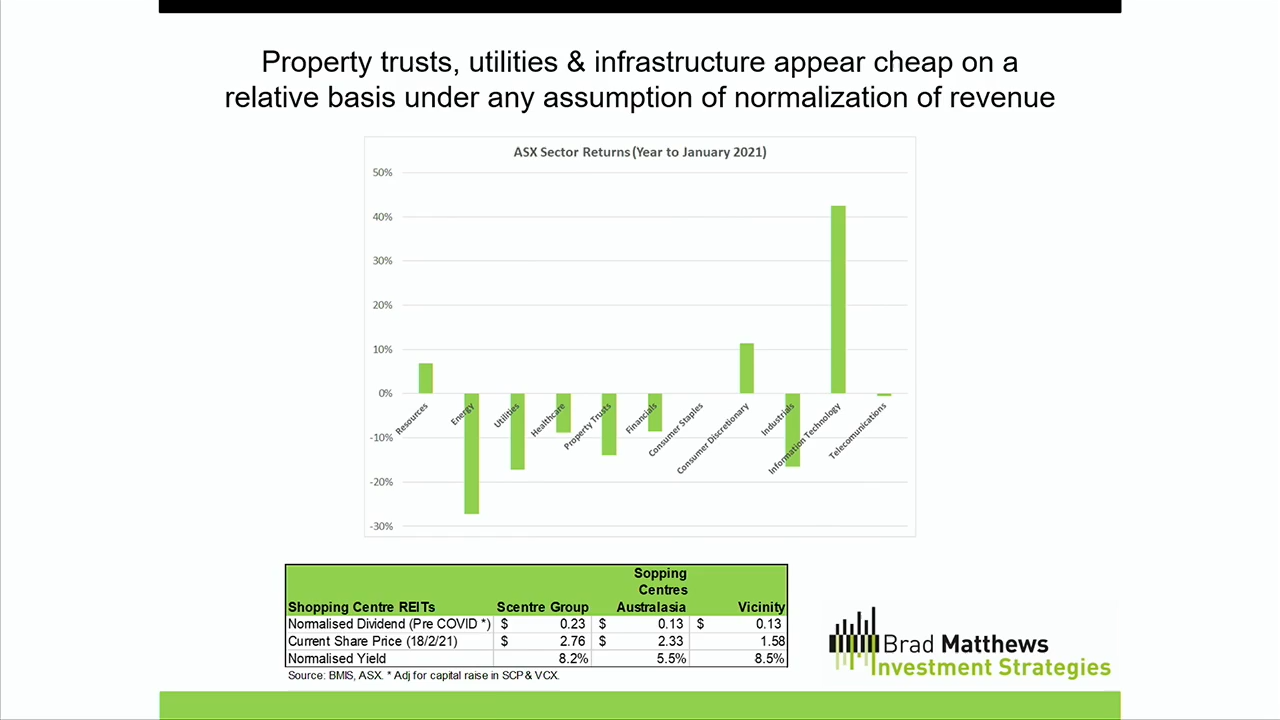 Property trusts, utilities & infrastructure appear cheap on a
relative basis under any assumption of normalization of revenue
ASX Sector Returns (Year to January 2021)
50%
40%
30%
20%
10%
0%
-10%
-20%
-30%
Resources
Energy
Utilities
Healthcare
Property Trusts
Financials
Consumer Staples
Consumer Discretionary
Industrials
Information Technology
Telecommunications
Sopping
Centres
Shopping Centre REITs Scentre Group Australasia Vicinity
Normalised Dividend (Pre COVID *) $ 0.23 $ 0.13 $ 0.13
Current Share Price (18/2/21) $ 2.76 $ 2.33 1.58
Normalised Yield 8.2% 5.5% 8.5%
Source: BMIS, ASX. * Adj for capital raise in SCP & VCX.
Brad Matthews
Investment Strategies